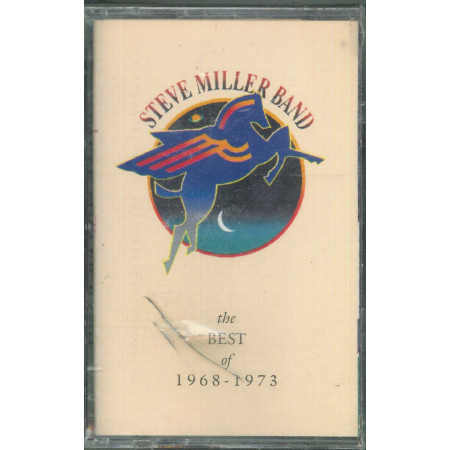 STEVE MILLER BAND
the
BEST
of
1968-1973